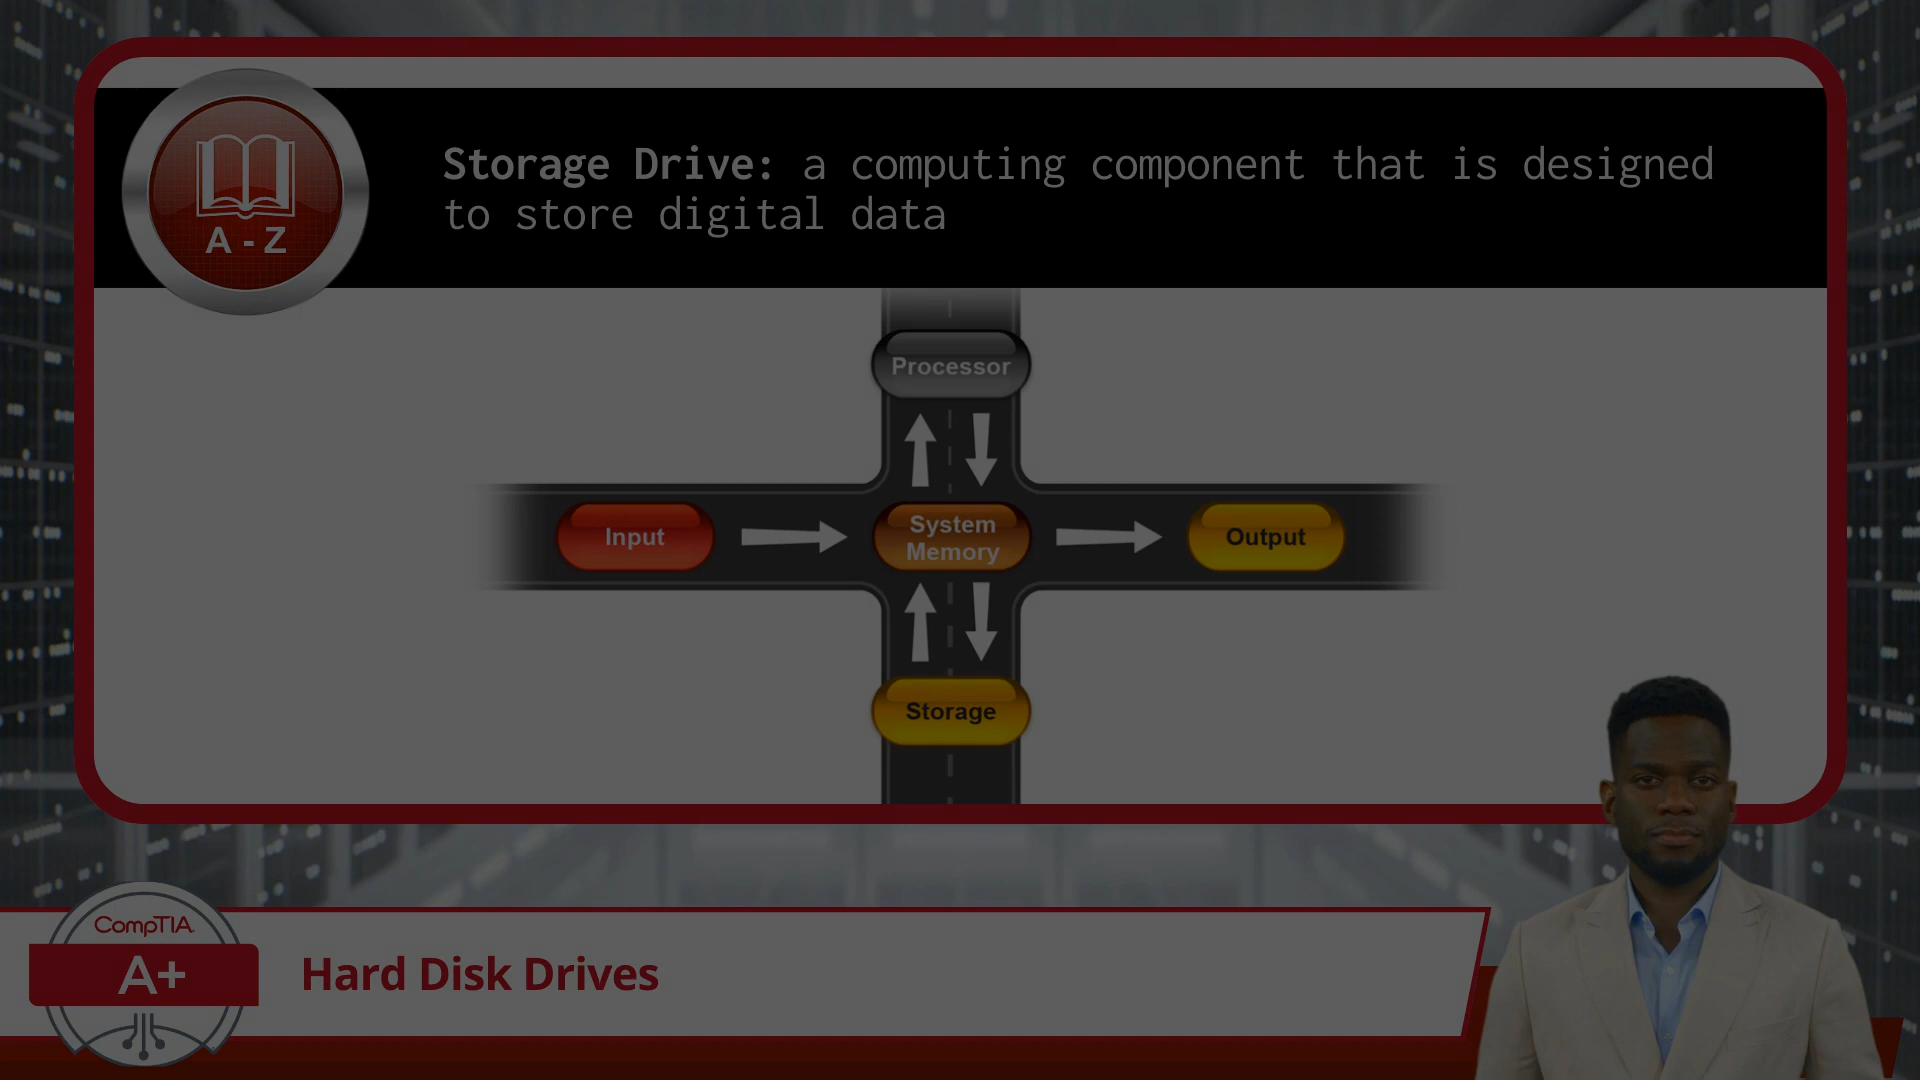 A - Z
Storage Drive: a computing component that is designed
to store digital data
Processor
Input
System
Memory
Output
Storage
CompTIA
A+
Hard Disk Drives